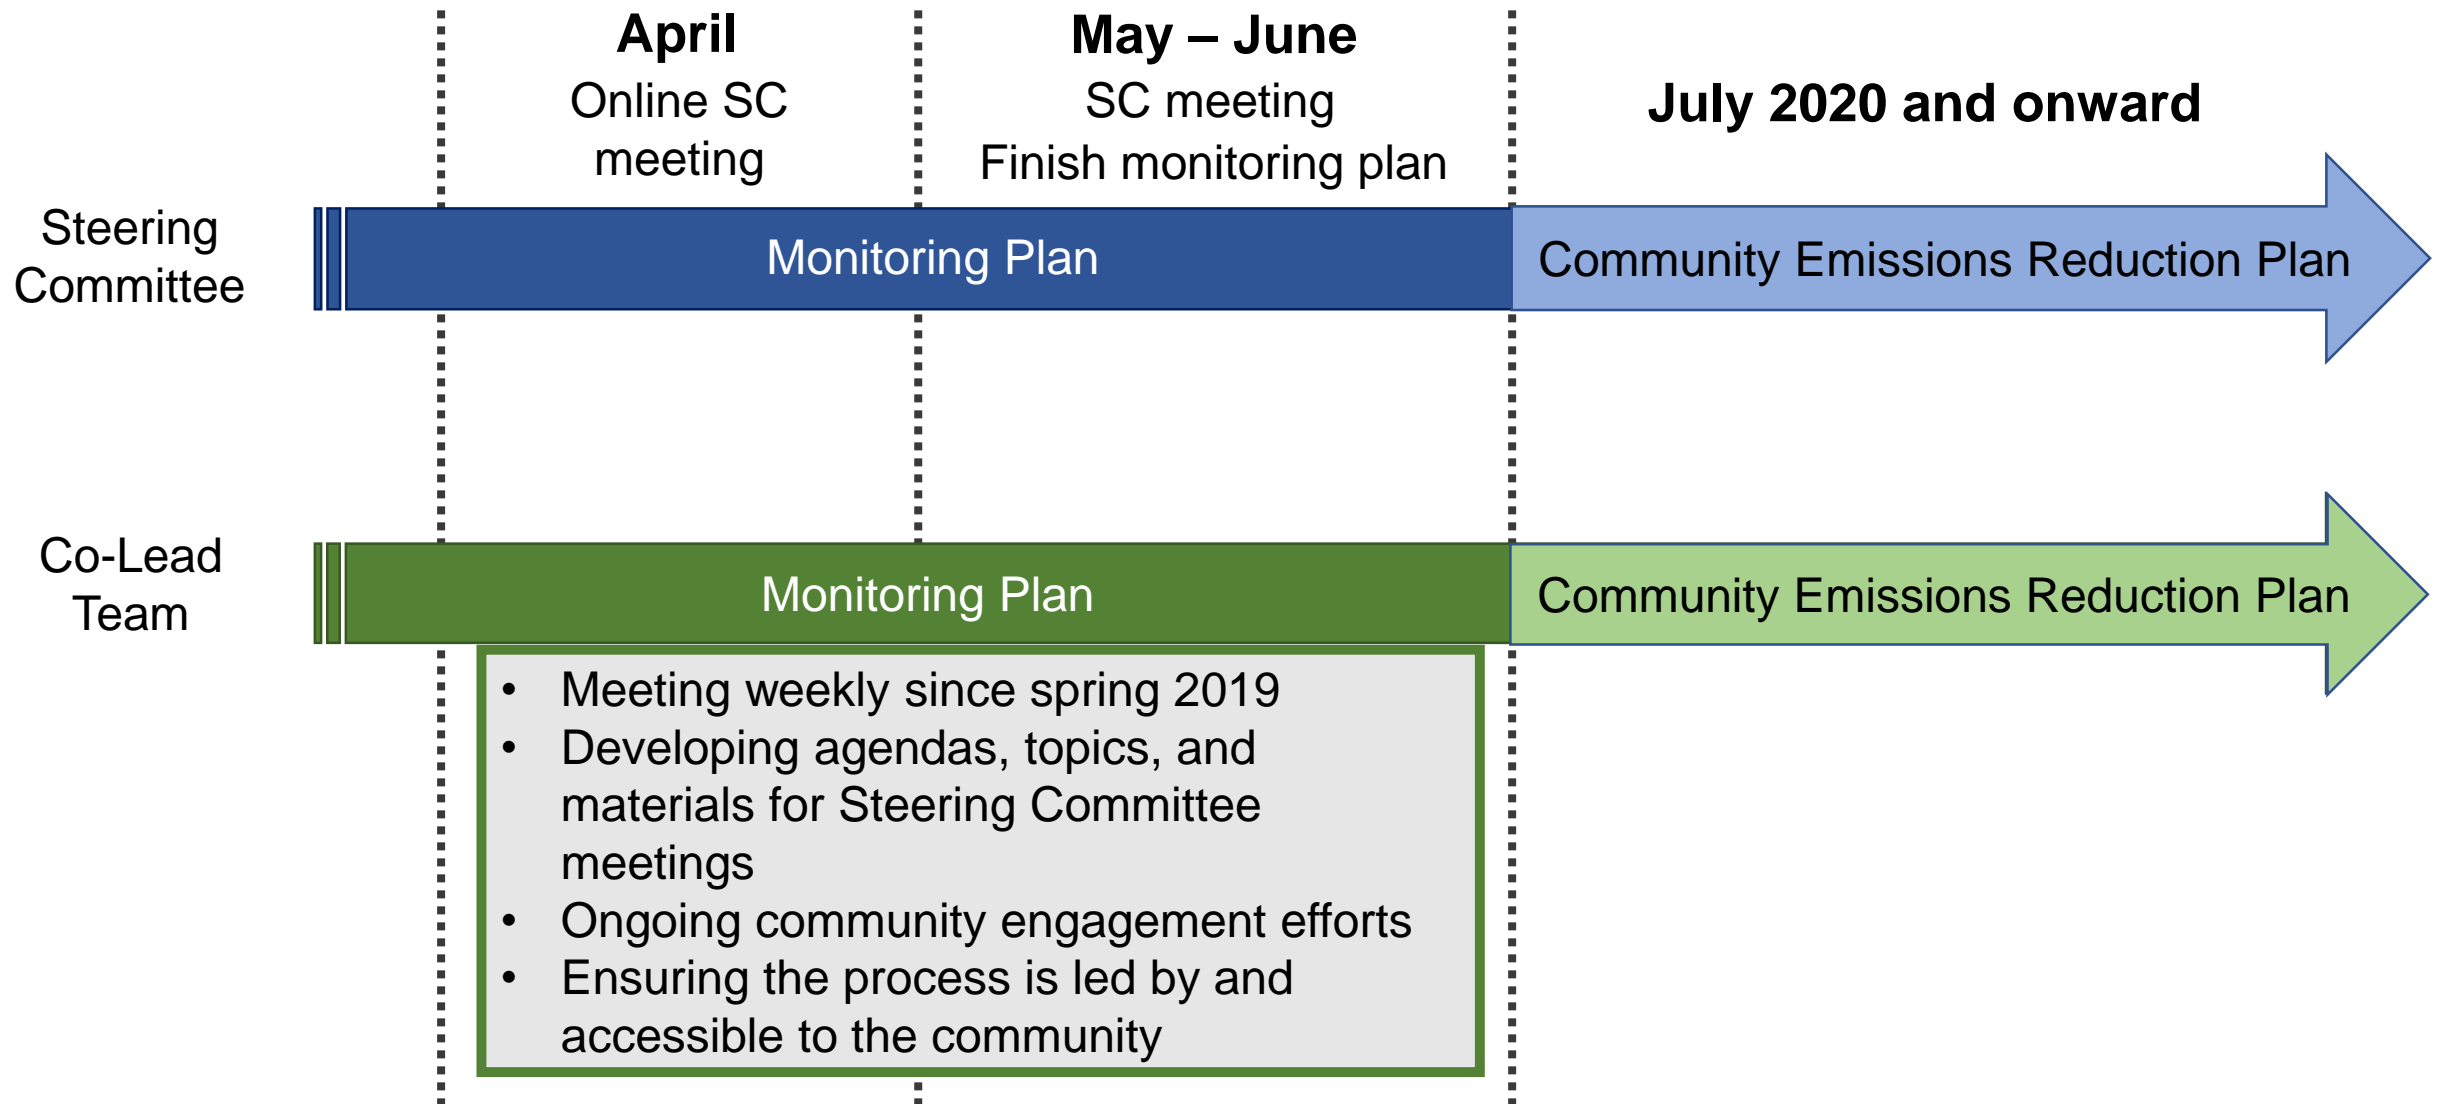 April
Online SC
meeting
May – June
SC meeting
Finish monitoring plan
July 2020 and onward
Steering
Committee
Monitoring Plan
Community Emissions Reduction Plan
Co-Lead
Team
Monitoring Plan
Community Emissions Reduction Plan
• Meeting weekly since spring 2019
• Developing agendas, topics, and
materials for Steering Committee
meetings
• Ongoing community engagement efforts
• Ensuring the process is led by and
accessible to the community